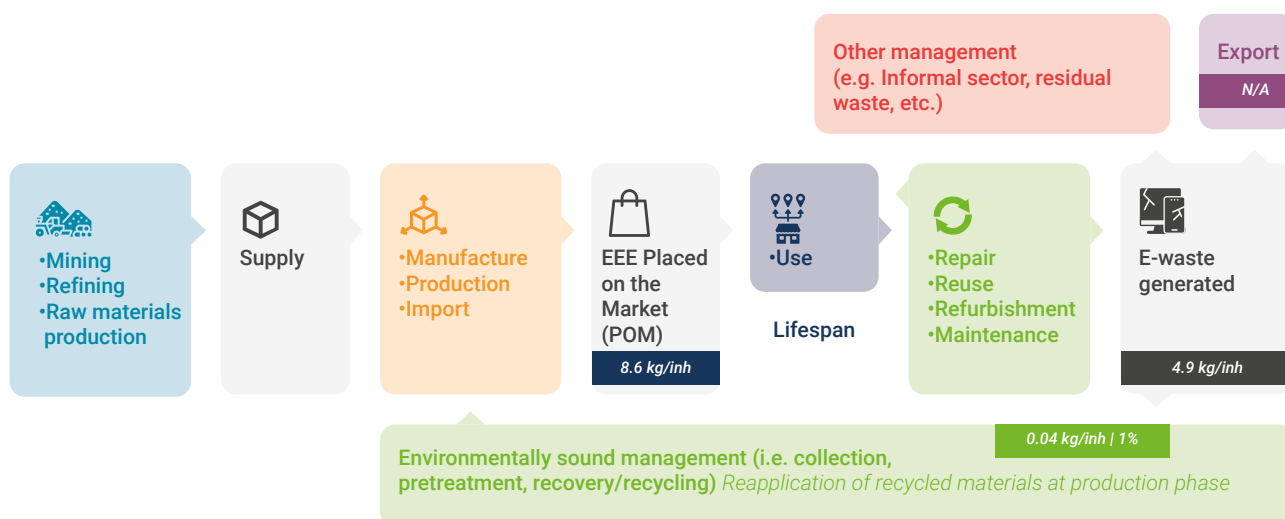 Other management
(e.g. Informal sector, residual
waste, etc.)
Export
N/A
•Mining
•Refining
•Raw materials
production
Supply
•Manufacture
•Production
•Import
EEE Placed
on the
Market
(POM)
8.6 kg/inh
•Use
Lifespan
•Repair
•Reuse
•Refurbishment
•Maintenance
E-waste
generated
4.9 kg/inh
0.04 kg/inh | 1%
Environmentally sound management (i.e. collection,
pretreatment, recovery/recycling) Reapplication of recycled materials at production phase